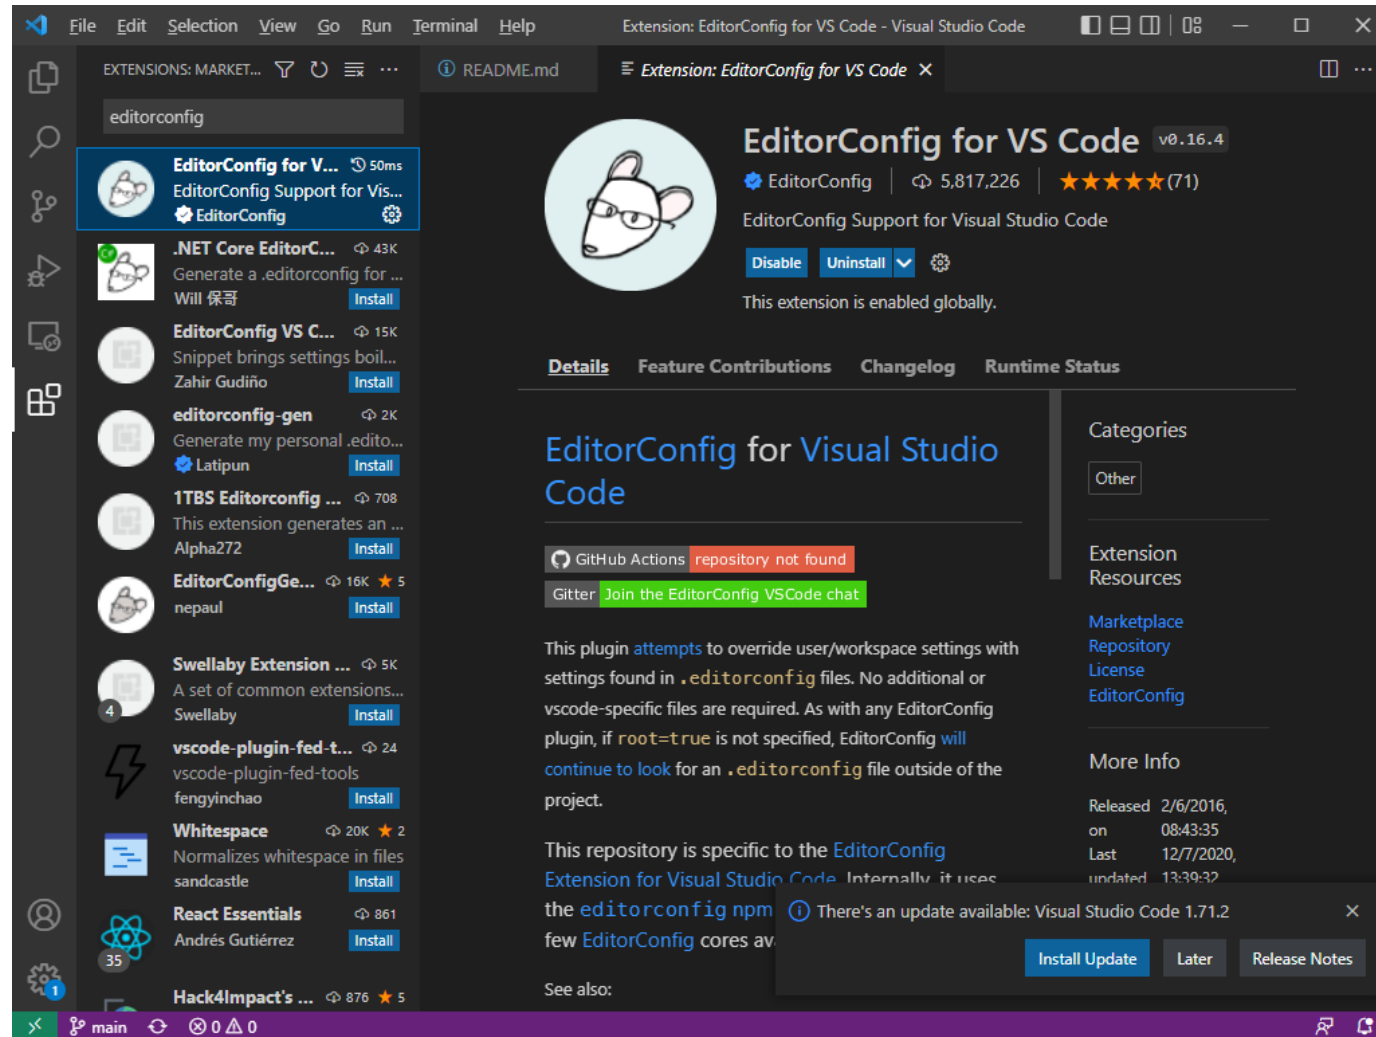 File Edit Selection View Go Run Terminal Help
Extension: EditorConfig for VS Code - Visual Studio Code
EXTENSIONS: MARKET...
README.md
Extension: EditorConfig for VS Code
editorconfig
EditorConfig for V... 50ms
EditorConfig Support for Vis...
EditorConfig
.NET Core EditorC... 43K
Generate a .editorconfig for ...
Will 保哥 Install
EditorConfig VS C... 15K
Snippet brings settings boil...
Zahir Gudiño Install
editorconfig-gen 2K
Generate my personal .edito...
Latipun Install
1TBS Editorconfig ... 708
This extension generates an ...
Alpha272 Install
EditorConfigGe... 16K ★ 5
nepaul Install
Swellaby Extension ... 5K
A set of common extensions...
4
Swellaby Install
vscode-plugin-fed-t... 24
vscode-plugin-fed-tools
fengyinchao Install
Whitespace 20K ★ 2
Normalizes whitespace in files
sandcastle Install
React Essentials 861
Andrés Gutiérrez Install
35
Hack4Impact's ... 876 ★ 5
1
EditorConfig for VS Code v0.16.4
EditorConfig 5,817,226 ★★★★★(71)
EditorConfig Support for Visual Studio Code
Disable Uninstall
This extension is enabled globally.
Details Feature Contributions Changelog Runtime Status
EditorConfig for Visual Studio
Code
GitHub Actions repository not found
Gitter Join the EditorConfig VSCode chat
This plugin attempts to override user/workspace settings with
settings found in .editorconfig files. No additional or
vscode-specific files are required. As with any EditorConfig
plugin, if root=true is not specified, EditorConfig will
continue to look for an .editorconfig file outside of the
project.
This repository is specific to the EditorConfig
Extension for Visual Studio Code. Internally, it uses
the editorconfig npm
few EditorConfig cores av
See also:
Categories
Other
Extension
Resources
Marketplace
Repository
License
EditorConfig
More Info
Released 2/6/2016,
on 08:43:35
Last 12/7/2020,
updated 13:39:32
There's an update available: Visual Studio Code 1.71.2
Install Update Later Release Notes
main 0 0